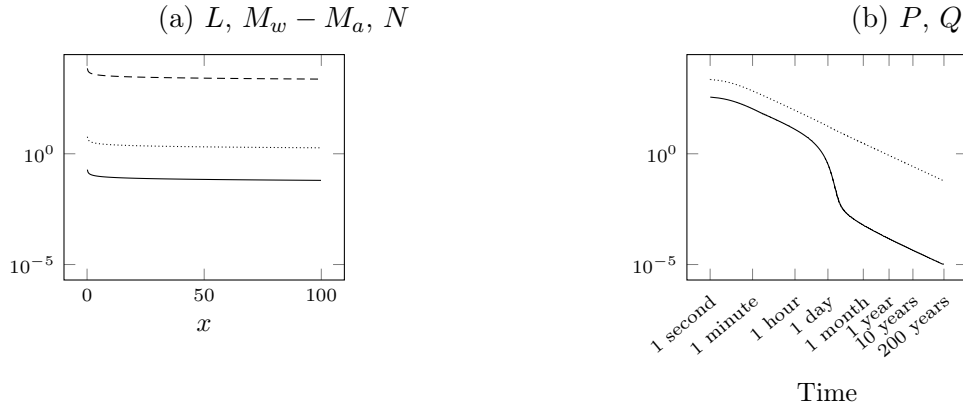 (a) L, M_w − M_a, N
10^0
10^−5
0
50
100
x
(b) P, Q
10^0
10^−5
1 second
1 minute
1 hour
1 day
1 month
1 year
10 years
200 years
Time